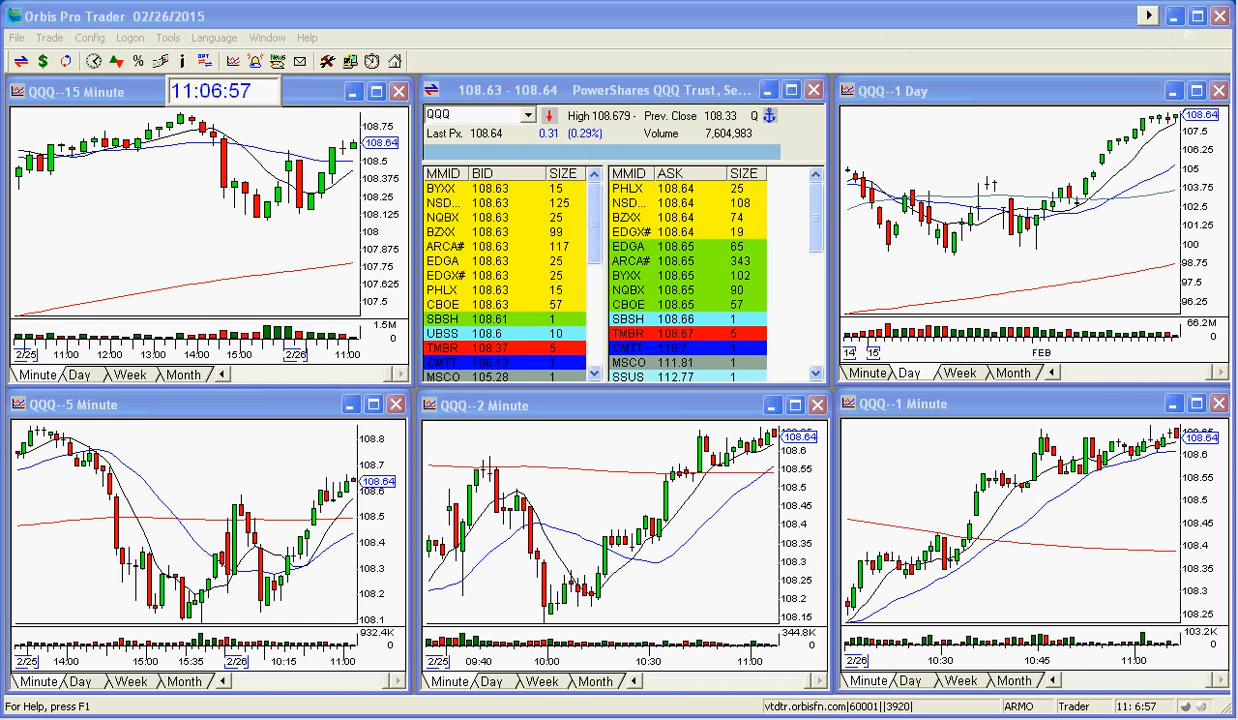 Orbis Pro Trader 02/26/2015
File Trade Config Login Tools Language Window Help
QQQ--15 Minute
11:06:57
108.75
108.64
108.5
108.375
108.25
108.125
108
107.875
107.75
107.625
107.5
1.5M
0
2/25 11:00 12:00 13:00 14:00 15:00 2/26 11:00
Minute Day Week Month
108.63 - 108.64 PowerShares QQQ Trust, Se...
QQQ High 108.679 - Prev. Close 108.33 Q
Last Px. 108.64 0.31 (0.29%) Volume 7,604,983
MMID BID SIZE MMID ASK SIZE
BYXX 108.63 15 PHLX 108.64 25
NSD... 108.63 125 NSD... 108.64 108
NQBX 108.63 25 BZXX 108.64 74
BZXX 108.63 99 EDGX# 108.64 19
ARCA# 108.63 117 EDGA 108.65 65
EDGA 108.63 25 ARCA# 108.65 343
EDGX# 108.63 25 BYXX 108.65 102
PHLX 108.63 15 NQBX 108.65 90
CBOE 108.63 57 CBOE 108.65 57
SBSH 108.61 1 SBSH 108.66 1
UBSS 108.6 10 TMBR 108.67 5
TMBR 108.37 5 CMTT 110.7 1
CMTT 106.13 1 MSCO 111.81 1
MSCO 105.28 1 SSUS 112.77 1
QQQ--1 Day
108.64
107.5
106.25
105
103.75
102.5
101.25
100
98.75
97.5
96.25
66.2M
0
14 15 FEB
Minute Day Week Month
QQQ--5 Minute
108.8
108.7
108.64
108.6
108.5
108.4
108.3
108.2
108.1
932.4K
0
2/25 14:00 15:00 15:35 2/26 10:15 11:00
Minute Day Week Month
QQQ--2 Minute
108.64
108.6
108.55
108.5
108.45
108.4
108.35
108.3
108.25
108.2
108.15
344.8K
0
2/25 09:40 10:00 10:30 11:00
Minute Day Week Month
QQQ--1 Minute
108.64
108.6
108.55
108.5
108.45
108.4
108.35
108.3
108.25
103.2K
0
2/26 10:30 10:45 11:00
Minute Day Week Month
For Help, press F1 vtdtr.orbisfn.com|60001||3920| ARMO Trader 11: 6:57